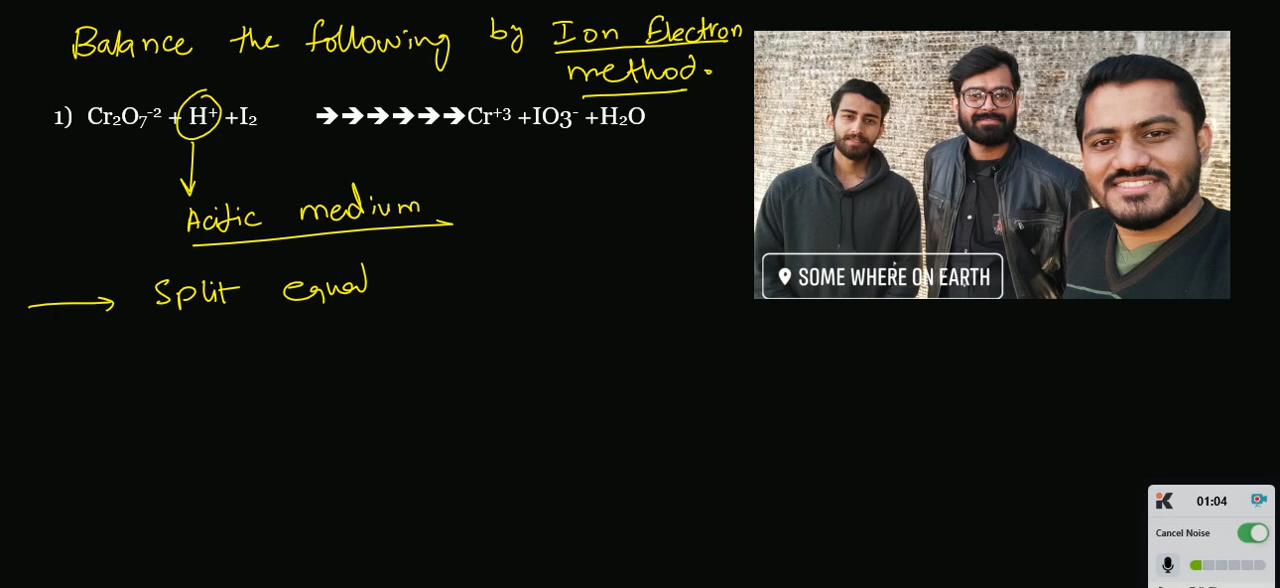 Balance the following by Ion Electron
method.
1) Cr₂O₇⁻² + H⁺ +I₂ ➔➔➔➔➔➔Cr⁺³ +IO3⁻ +H₂O
Acitic medium
→ Split equal
SOME WHERE ON EARTH
01:04
Cancel Noise